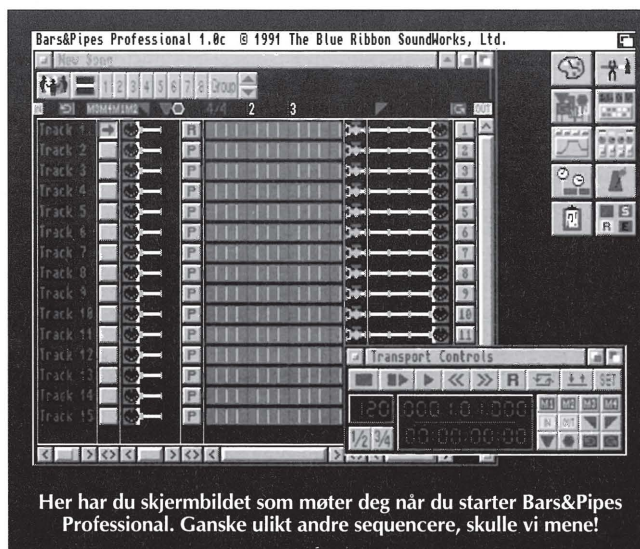 Bars&Pipes Professional 1.0c © 1991 The Blue Ribbon SoundWorks, Ltd.
New Song
1 2 3 4 5 6 7 8 Group
IN M3M4M1M2 4/4 2 3 OUT
Track 1 R 1
Track 2 P 2
Track 3 P 3
Track 4 P 4
Track 5 P 5
Track 6 P 6
Track 7 P 7
Track 8 P 8
Track 9 P 9
Track 10 P 10
Track 11 P 11
Track 12 P
Track 13 P
Track 14 P
Track 15 P
S
R E
Transport Controls
R SET
120 000:01:000 M1 M2 M3 M4
IN OUT
1/2 3/4 00:00:00:00
Her har du skjermbildet som møter deg når du starter Bars&Pipes
Professional. Ganske ulikt andre sequencere, skulle vi mene!